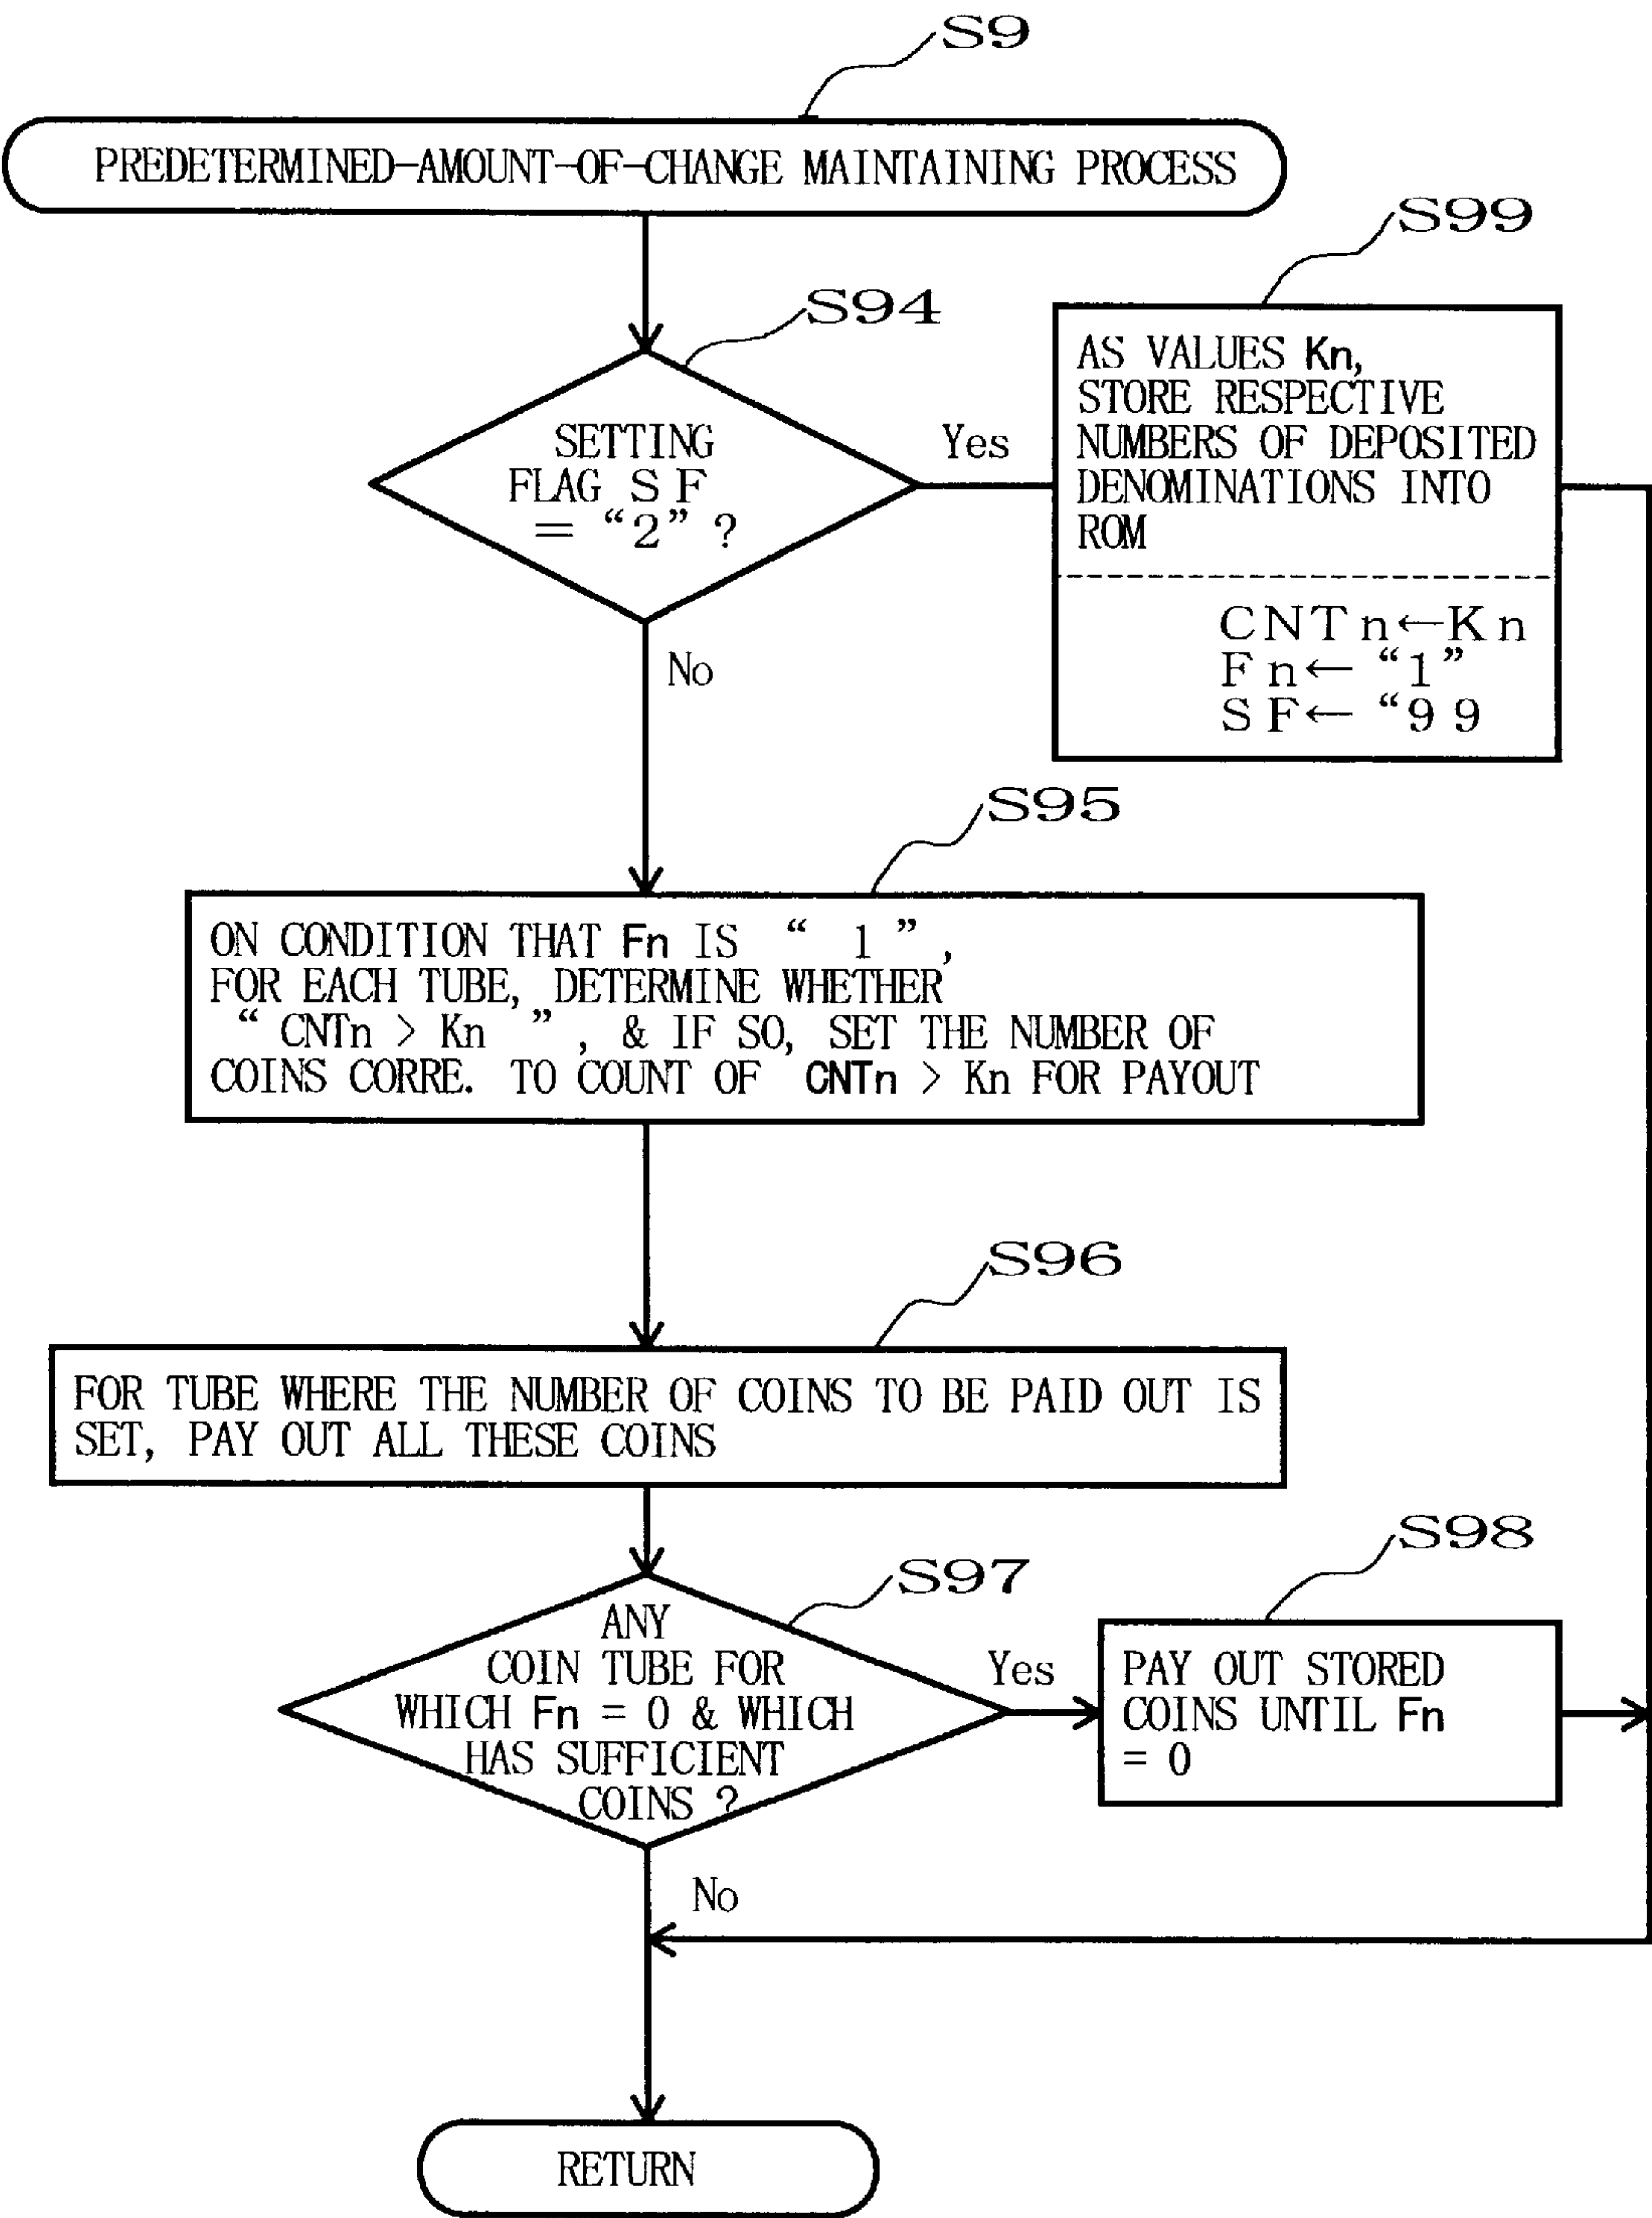 S9
PREDETERMINED-AMOUNT-OF-CHANGE MAINTAINING PROCESS
S94
SETTING
FLAG SF
= “2” ?
Yes
No
S99
AS VALUES Kn,
STORE RESPECTIVE
NUMBERS OF DEPOSITED
DENOMINATIONS INTO
ROM
CNTn←Kn
Fn← “1”
SF← “99
S95
ON CONDITION THAT Fn IS “ 1 ”,
FOR EACH TUBE, DETERMINE WHETHER
“ CNTn > Kn ”, & IF SO, SET THE NUMBER OF
COINS CORRE. TO COUNT OF CNTn > Kn FOR PAYOUT
S96
FOR TUBE WHERE THE NUMBER OF COINS TO BE PAID OUT IS
SET, PAY OUT ALL THESE COINS
S97
ANY
COIN TUBE FOR
WHICH Fn = 0 & WHICH
HAS SUFFICIENT
COINS ?
Yes
No
S98
PAY OUT STORED
COINS UNTIL Fn
= 0
RETURN